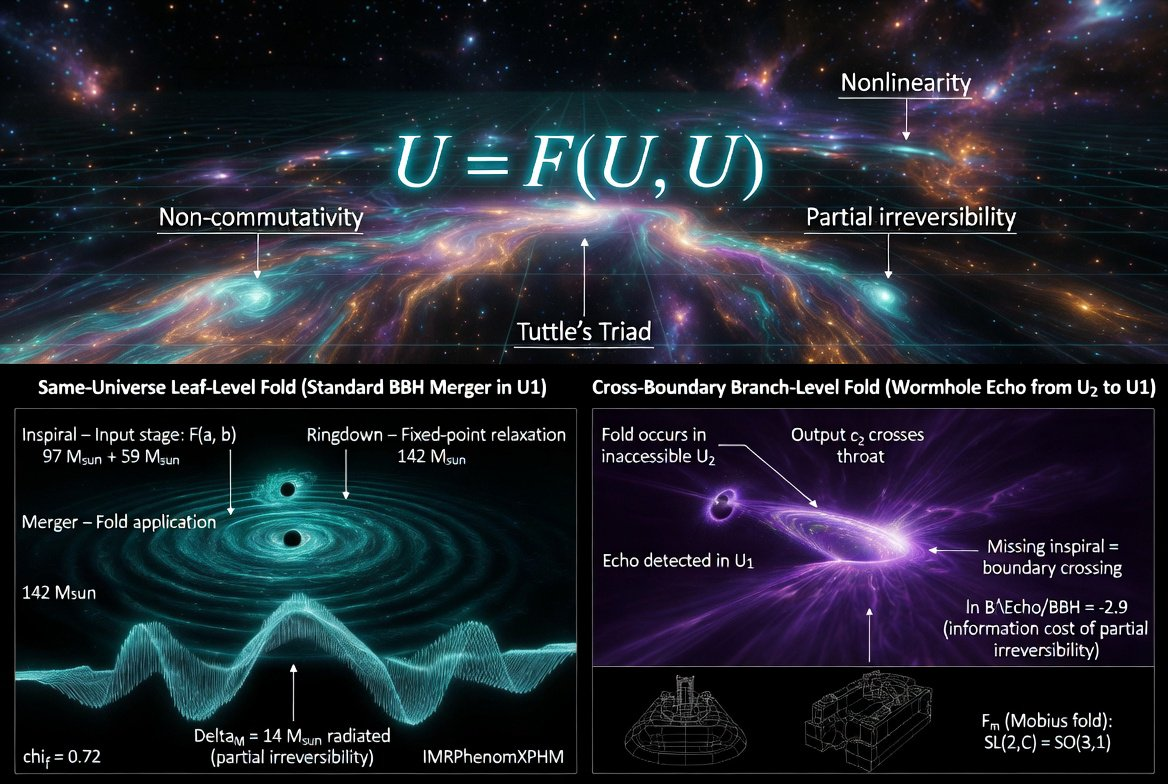 Nonlinearity
U = F(U, U)
Non-commutativity
Partial irreversibility
Tuttle's Triad
Same-Universe Leaf-Level Fold (Standard BBH Merger in U1)
Inspiral – Input stage: F(a, b)
97 Msun + 59 Msun
Ringdown – Fixed-point relaxation
142 Msun
Merger – Fold application
142 Msun
DeltaM = 14 Msun radiated
(partial irreversibility)
chif = 0.72
IMRPhenomXPHM
Cross-Boundary Branch-Level Fold (Wormhole Echo from U₂ to U1)
Fold occurs in
inaccessible U₂
Output c₂ crosses
throat
Echo detected in U₁
Missing inspiral =
boundary crossing
ln B^Echo/BBH = -2.9
(information cost of partial
irreversibility)
Fm (Mobius fold):
SL(2,C) = SO(3,1)